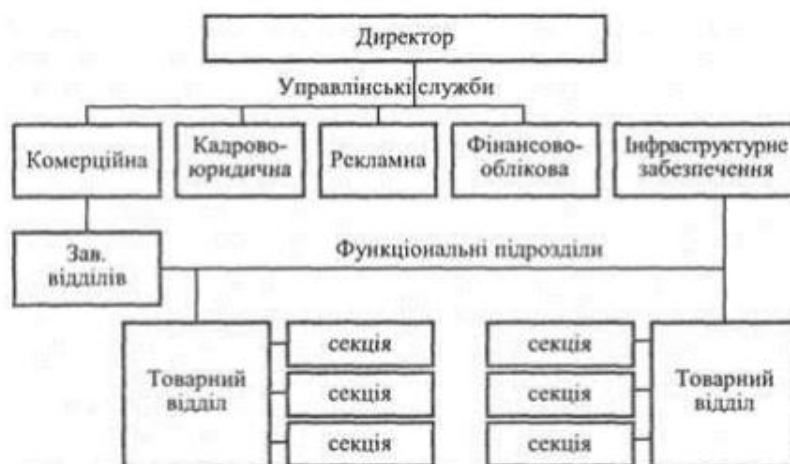 Директор
Управлінські служби
Комерційна
Кадрово-
юридична
Рекламна
Фінансово-
облікова
Інфраструктурне
забезпечення
Зав.
відділів
Функціональні підрозділи
Товарний
відділ
секція
секція
секція
секція
секція
секція
Товарний
відділ